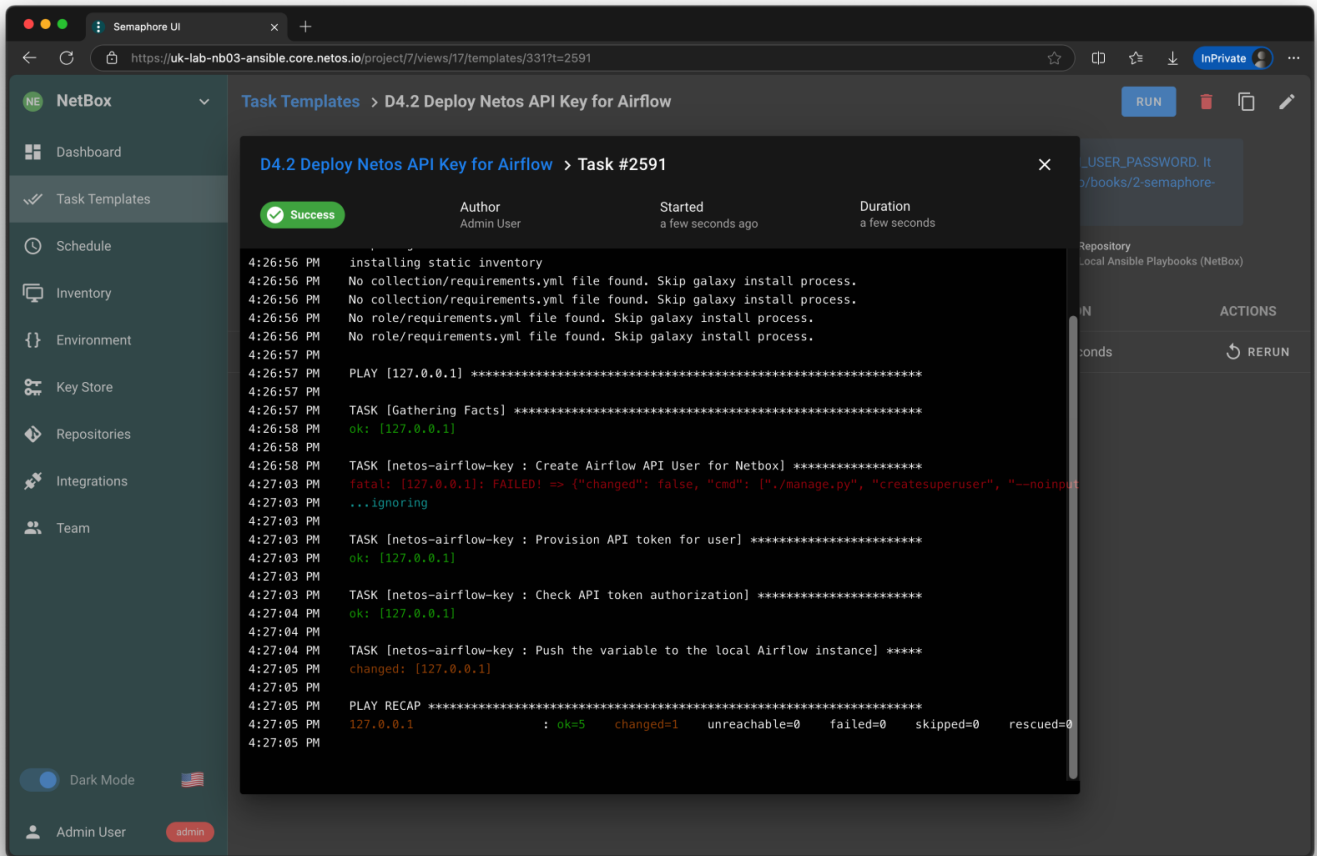 Semaphore UI
https://uk-lab-nb03-ansible.core.netos.io/project/7/views/17/templates/331?t=2591
InPrivate
NE NetBox
Task Templates > D4.2 Deploy Netos API Key for Airflow
RUN
Dashboard
Task Templates
Schedule
Inventory
Environment
Key Store
Repositories
Integrations
Team
Dark Mode
Admin User
admin
_USER_PASSWORD. It
o/books/2-semaphore-
Repository
Local Ansible Playbooks (NetBox)
ACTIONS
RERUN
D4.2 Deploy Netos API Key for Airflow > Task #2591
Success
Author
Admin User
Started
a few seconds ago
Duration
a few seconds
4:26:56 PM installing static inventory
4:26:56 PM No collection/requirements.yml file found. Skip galaxy install process.
4:26:56 PM No collection/requirements.yml file found. Skip galaxy install process.
4:26:56 PM No role/requirements.yml file found. Skip galaxy install process.
4:26:56 PM No role/requirements.yml file found. Skip galaxy install process.
4:26:57 PM
4:26:57 PM PLAY [127.0.0.1] ***************************************************************
4:26:57 PM
4:26:57 PM TASK [Gathering Facts] *********************************************************
4:26:58 PM ok: [127.0.0.1]
4:26:58 PM
4:26:58 PM TASK [netos-airflow-key : Create Airflow API User for Netbox] ******************
4:27:03 PM fatal: [127.0.0.1]: FAILED! => {"changed": false, "cmd": ["./manage.py", "createsuperuser", "--noinput
4:27:03 PM ...ignoring
4:27:03 PM
4:27:03 PM TASK [netos-airflow-key : Provision API token for user] ************************
4:27:03 PM ok: [127.0.0.1]
4:27:03 PM
4:27:03 PM TASK [netos-airflow-key : Check API token authorization] ***********************
4:27:04 PM ok: [127.0.0.1]
4:27:04 PM
4:27:04 PM TASK [netos-airflow-key : Push the variable to the local Airflow instance] *****
4:27:05 PM changed: [127.0.0.1]
4:27:05 PM
4:27:05 PM PLAY RECAP *********************************************************************
4:27:05 PM 127.0.0.1 : ok=5 changed=1 unreachable=0 failed=0 skipped=0 rescued=0
4:27:05 PM